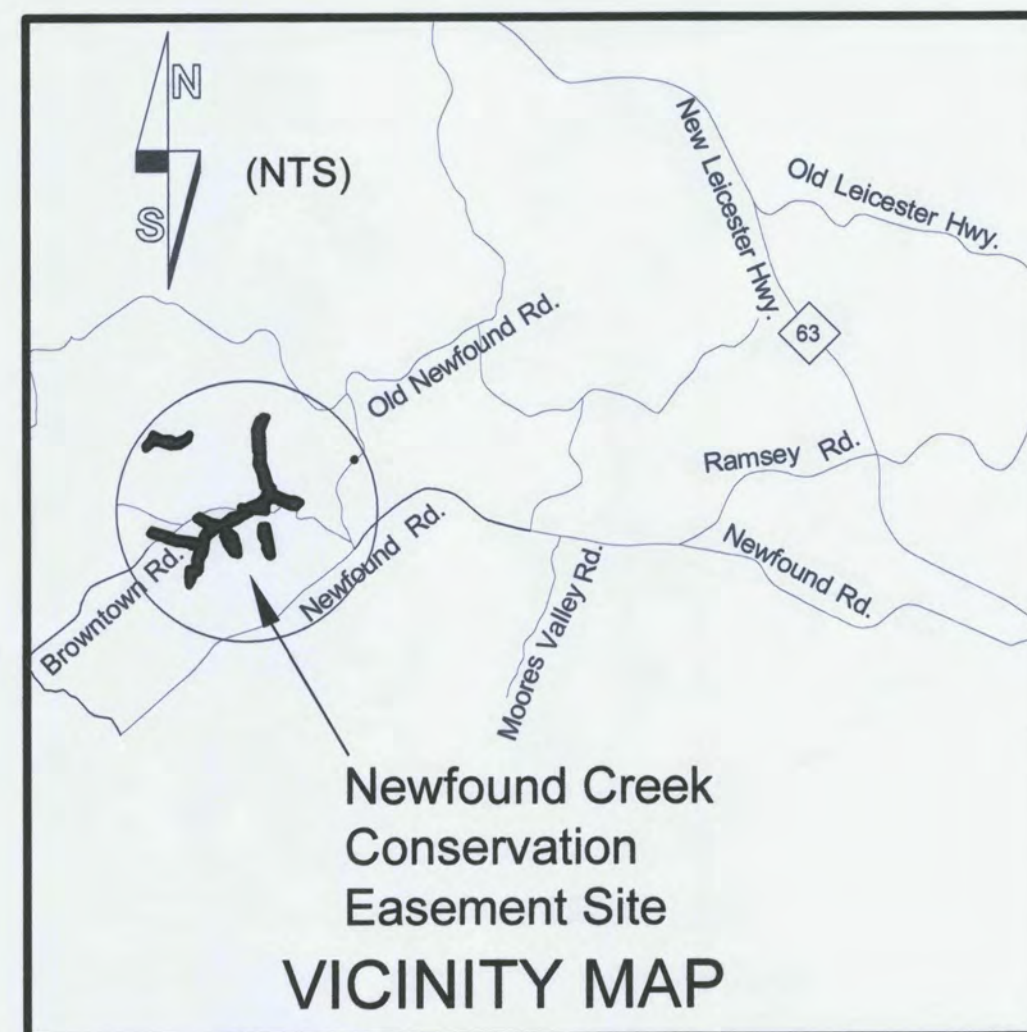 N
(NTS)
S
New Leicester Hwy.
Old Leicester Hwy.
63
Old Newfound Rd.
Ramsey Rd.
Newfound Rd.
Newfound Rd.
Browntown Rd.
Moores Valley Rd.
Newfound Creek
Conservation
Easement Site
VICINITY MAP